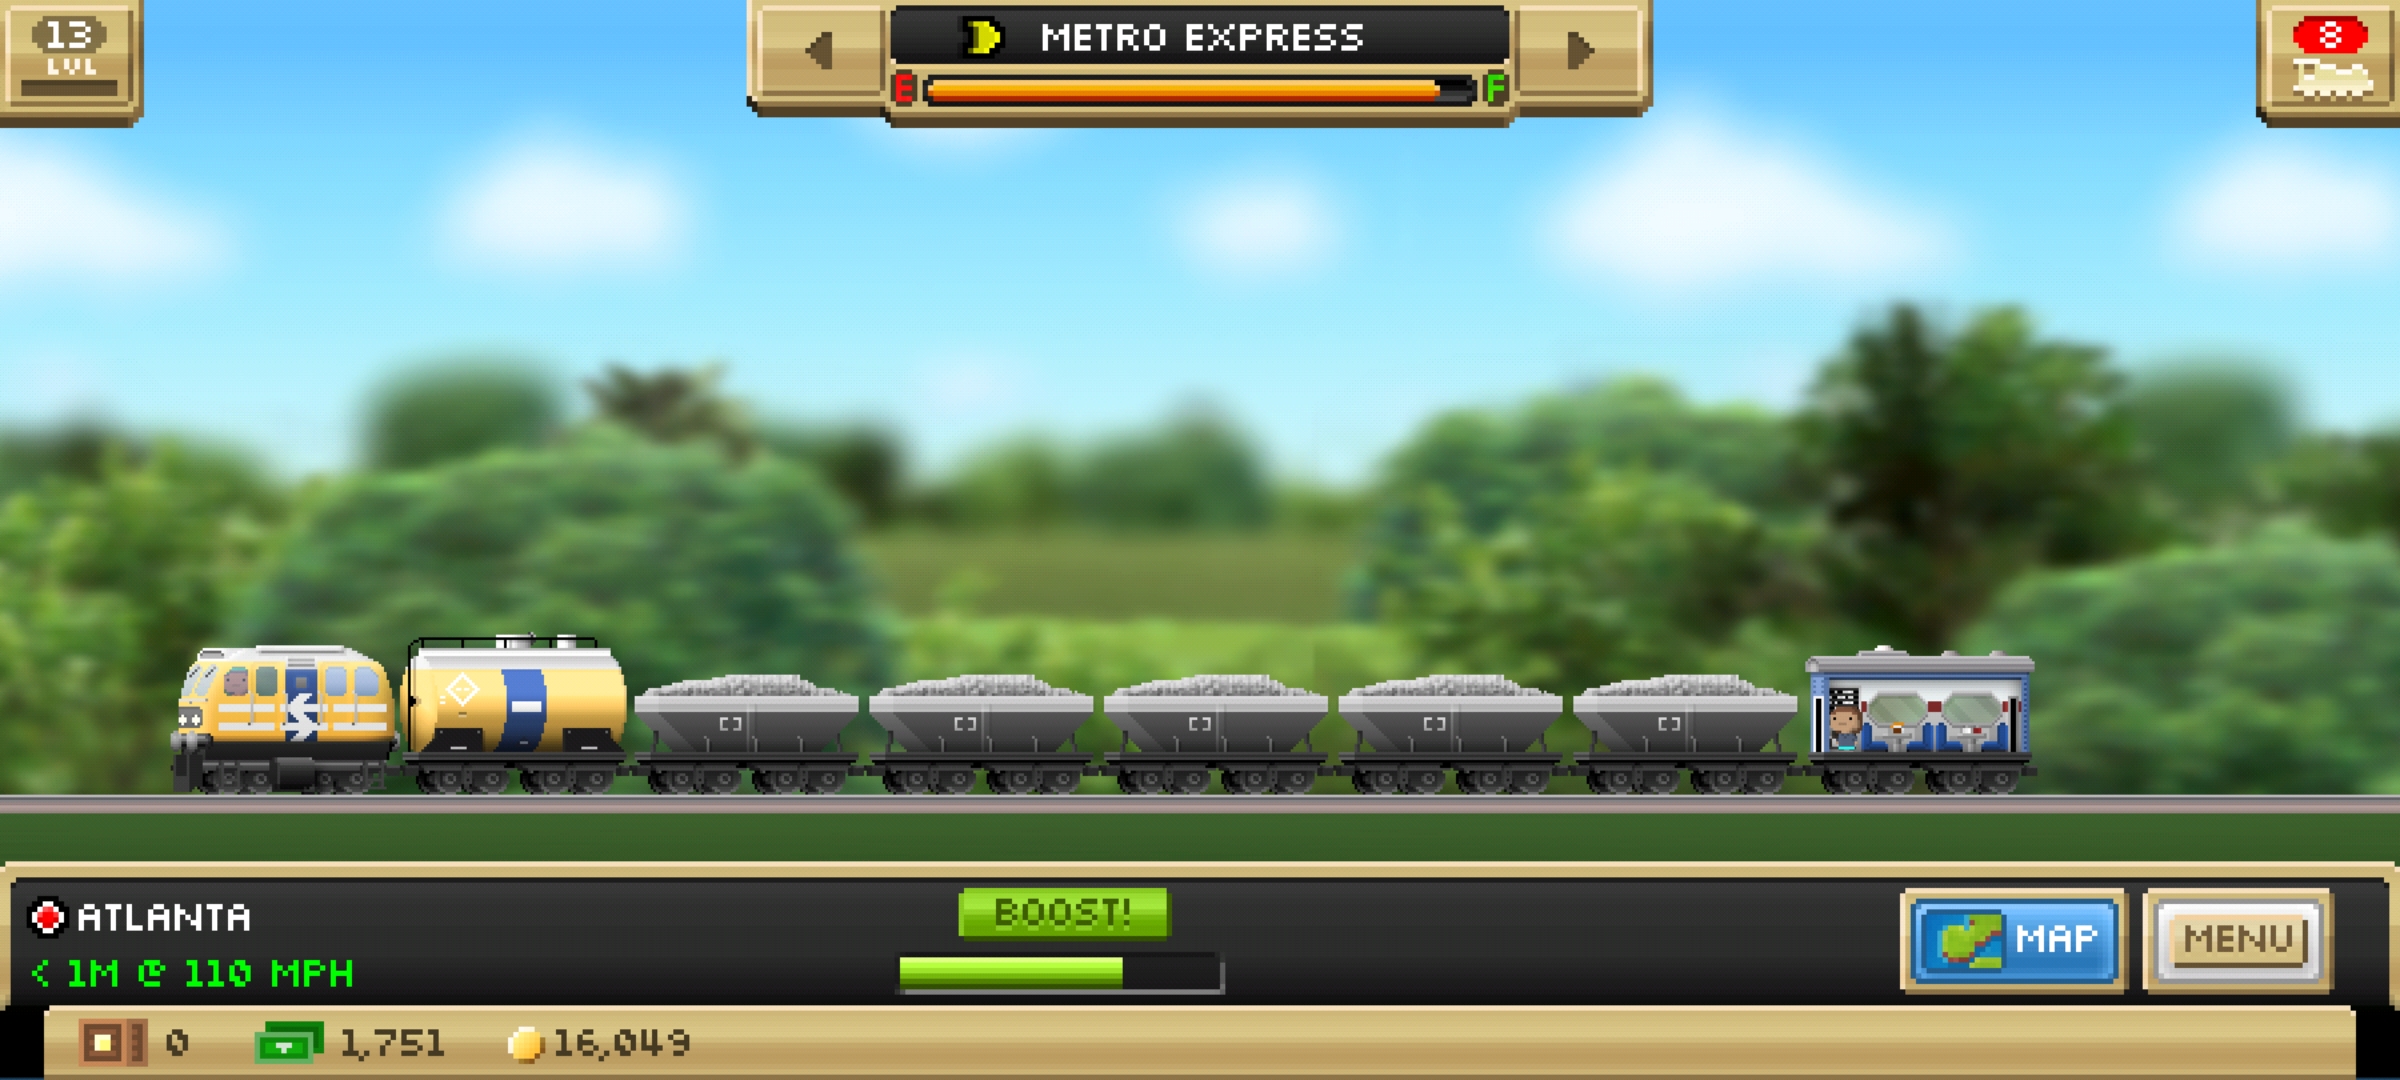 13
LVL
METRO EXPRESS
E F
8
ATLANTA
< 1M @ 110 MPH
BOOST!
MAP
MENU
0 1,751 16,049